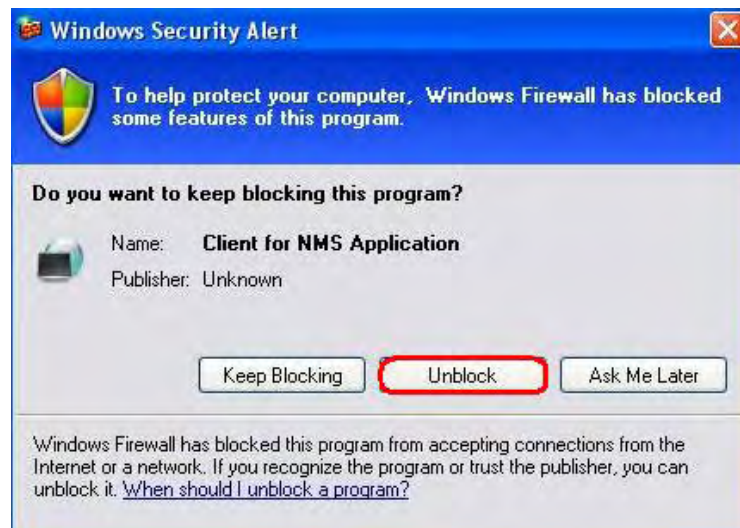 Windows Security Alert
To help protect your computer, Windows Firewall has blocked
some features of this program.
Do you want to keep blocking this program?
Name: Client for NMS Application
Publisher: Unknown
Keep Blocking Unblock Ask Me Later
Windows Firewall has blocked this program from accepting connections from the
Internet or a network. If you recognize the program or trust the publisher, you can
unblock it. When should I unblock a program?